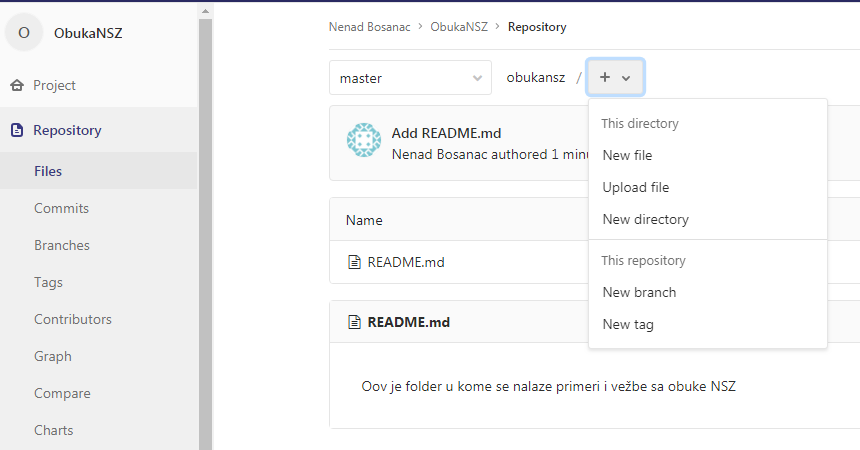 O ObukaNSZ
Project
Repository
Files
Commits
Branches
Tags
Contributors
Graph
Compare
Charts
Nenad Bosanac > ObukaNSZ > Repository
master obukansz / +
This directory
New file
Upload file
New directory
This repository
New branch
New tag
Add README.md
Nenad Bosanac authored 1 minu
Name
README.md
README.md
Oov je folder u kome se nalaze primeri i vežbe sa obuke NSZ